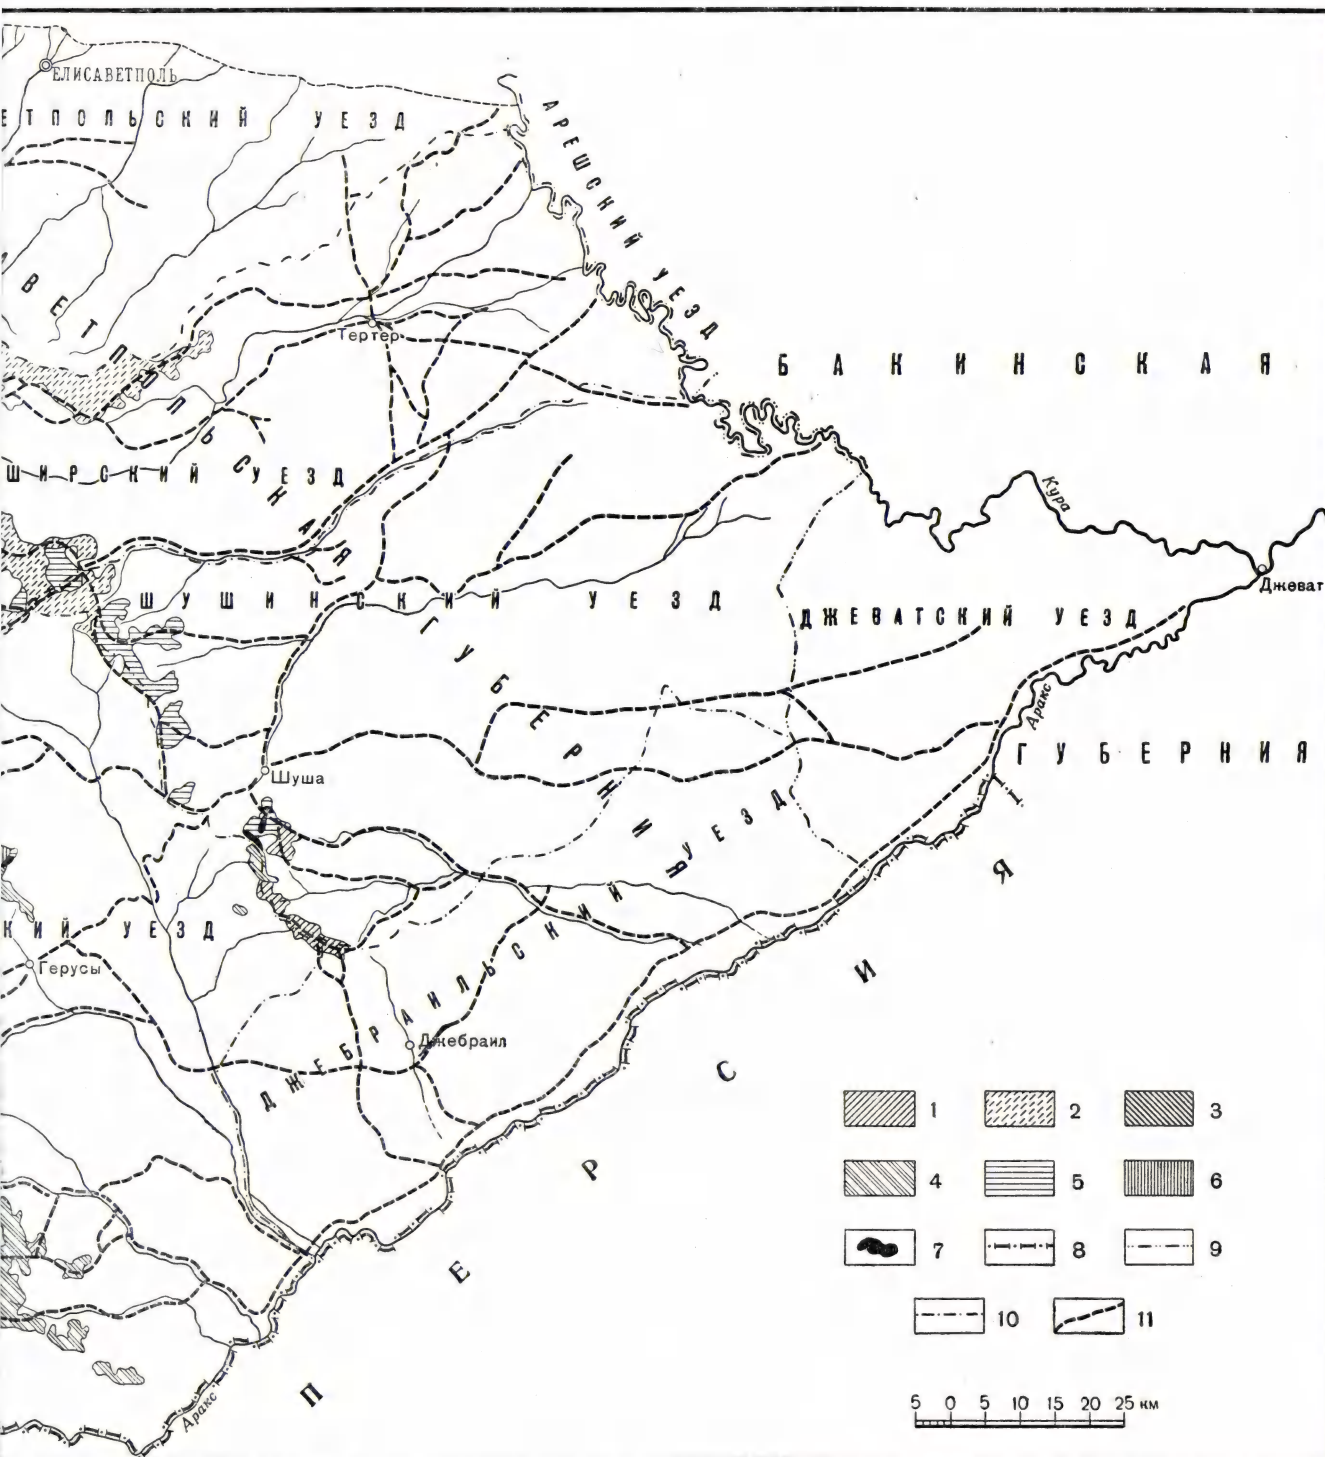 ЕЛИСАВЕТПОЛЬ
ЕТПОЛЬСКИЙ УЕЗД
АРЕШСКИЙ УЕЗД
ВЕТПОЛЬСКАЯ ГУБЕРНИЯ
Тертер
БАКИНСКАЯ
ШИРСКИЙ УЕЗД
Кура
Джеват
ШУШИНСКИЙ УЕЗД
ДЖЕВАТСКИЙ УЕЗД
Аракс
ГУБЕРНИЯ
Шуша
КИЙ УЕЗД
Герусы
ДЖЕБРАИЛЬСКИЙ УЕЗД
Джебраил
ПЕРСИЯ
Аракс
1 2 3
4 5 6
7 8 9
10 11
5 0 5 10 15 20 25 км